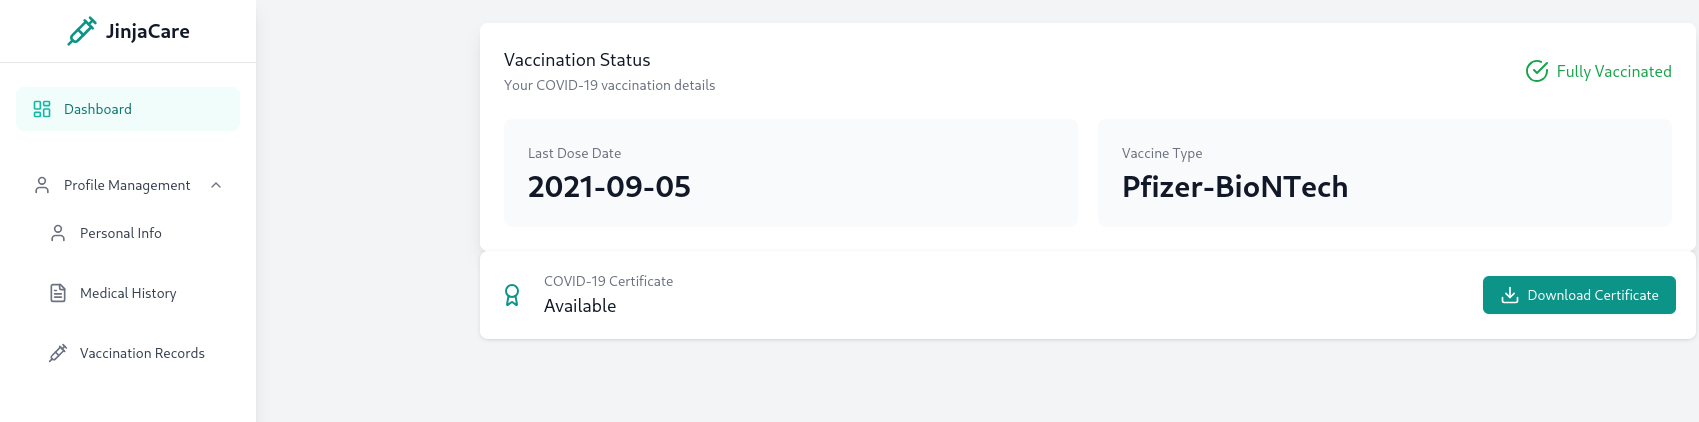 JinjaCare
Dashboard
Profile Management
Personal Info
Medical History
Vaccination Records
Vaccination Status
Your COVID-19 vaccination details
Fully Vaccinated
Last Dose Date
2021-09-05
Vaccine Type
Pfizer-BioNTech
COVID-19 Certificate
Available
Download Certificate